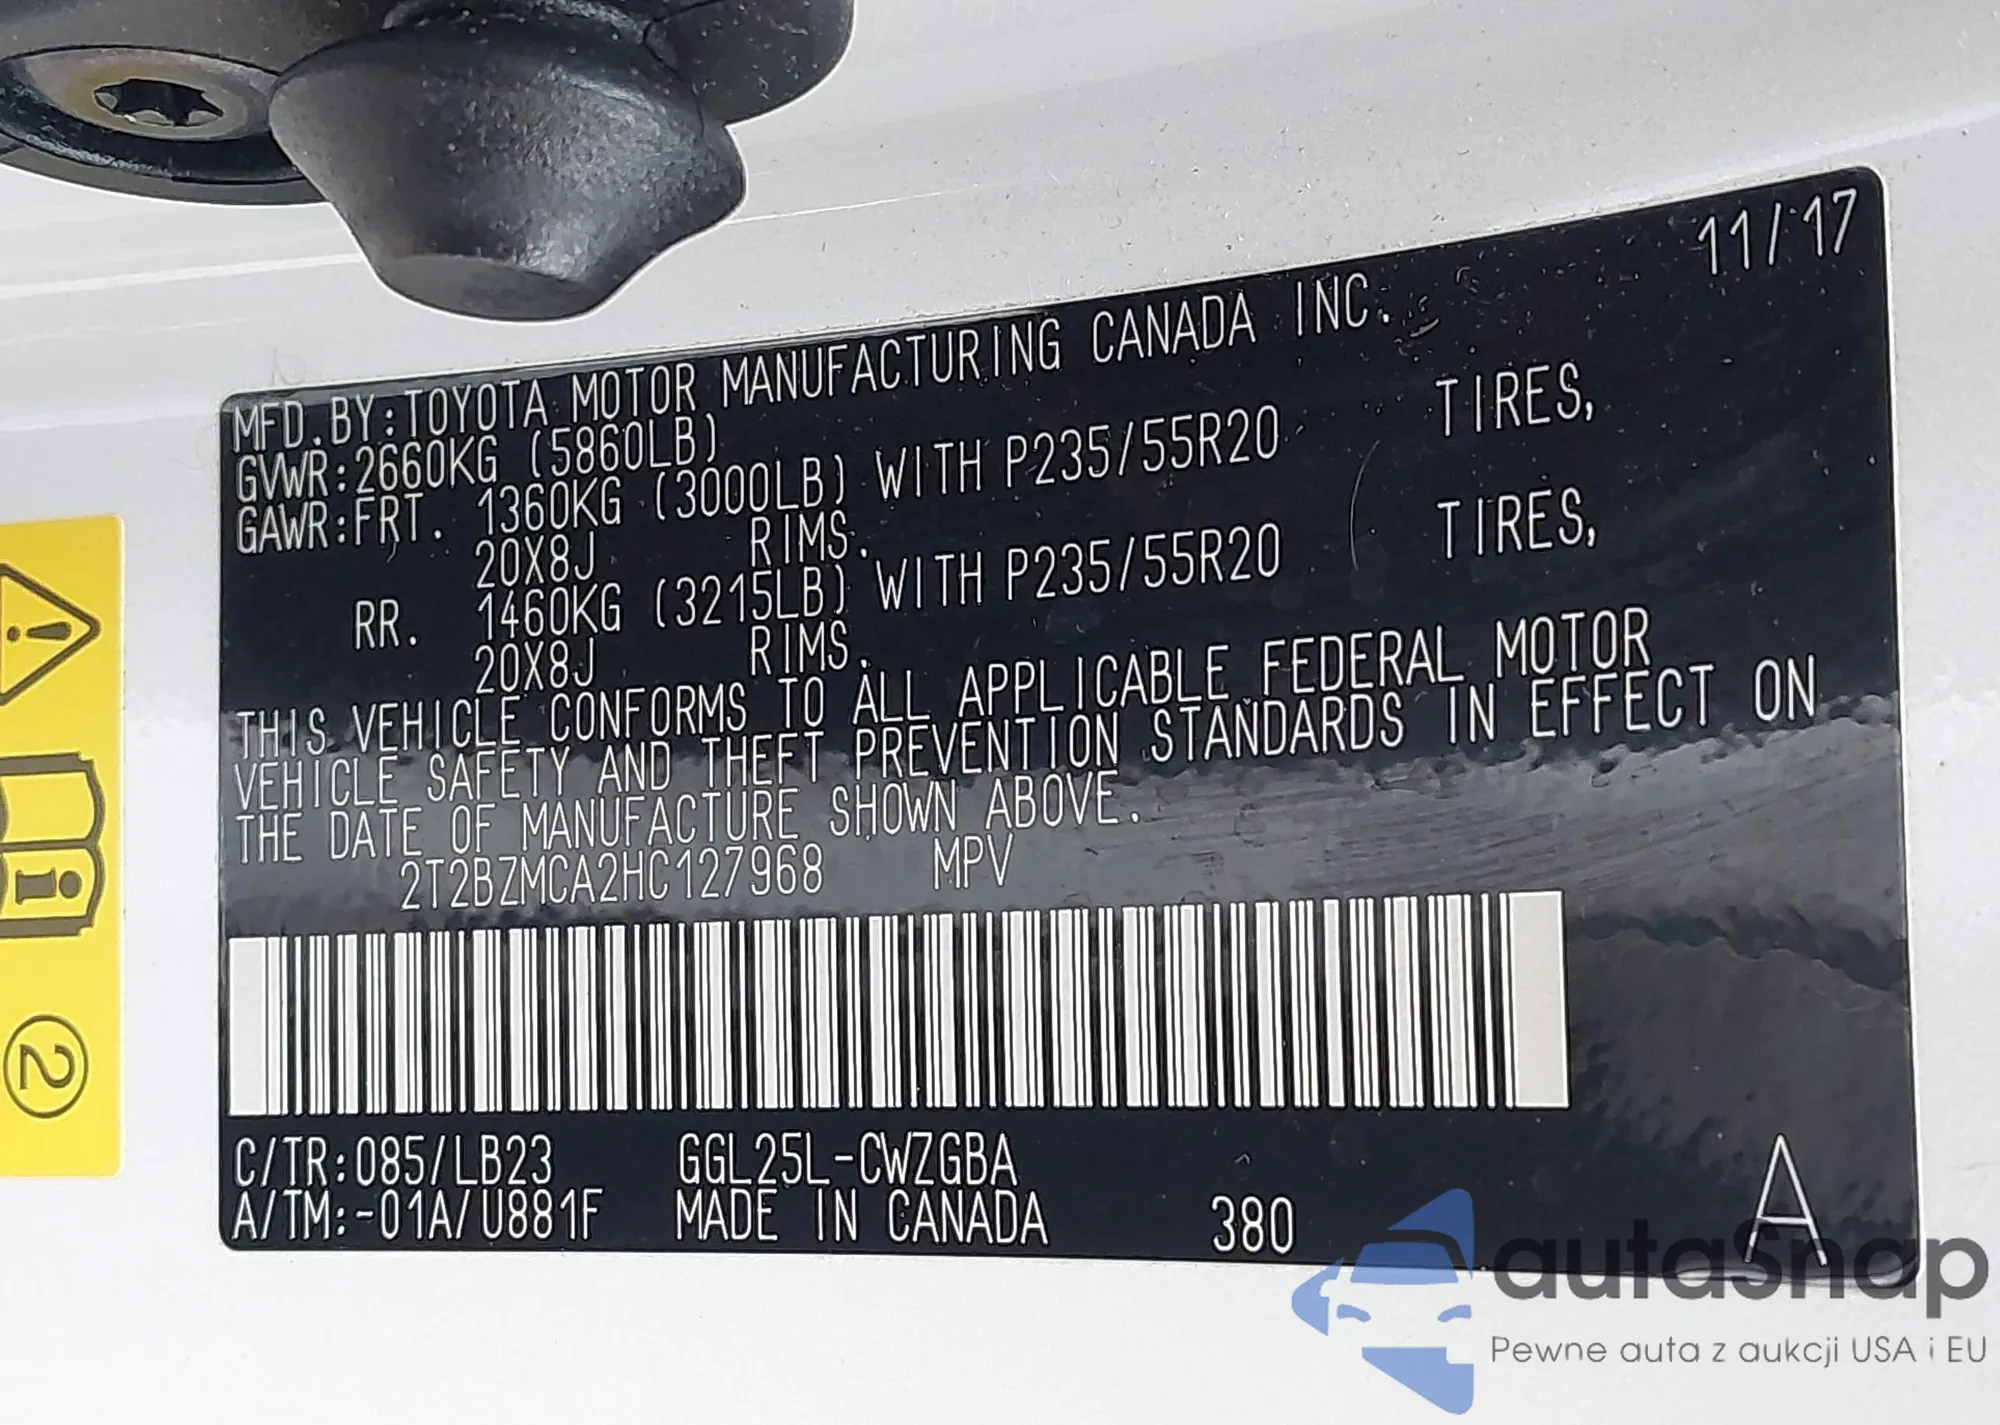 11/17
MFD.BY:TOYOTA MOTOR MANUFACTURING CANADA INC.
GVWR:2660KG (5860LB)
GAWR:FRT. 1360KG (3000LB) WITH P235/55R20 TIRES,
20X8J RIMS.
RR. 1460KG (3215LB) WITH P235/55R20 TIRES,
20X8J RIMS.
THIS VEHICLE CONFORMS TO ALL APPLICABLE FEDERAL MOTOR
VEHICLE SAFETY AND THEFT PREVENTION STANDARDS IN EFFECT ON
THE DATE OF MANUFACTURE SHOWN ABOVE.
2T2BZMCA2HC127968 MPV
C/TR:085/LB23 GGL25L-CWZGBA
A/TM:-01A/U881F MADE IN CANADA 380 A
2
autaSnap
Pewne auta z aukcji USA i EU